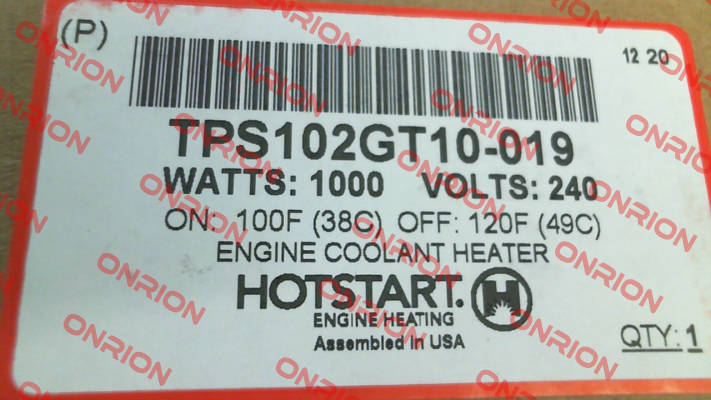 (P)
12 20
TPS102GT10-019
WATTS: 1000 VOLTS: 240
ON: 100F (38C) OFF: 120F (49C)
ENGINE COOLANT HEATER
HOTSTART. H
ENGINE HEATING
Assembled in USA
QTY: 1
ONRION